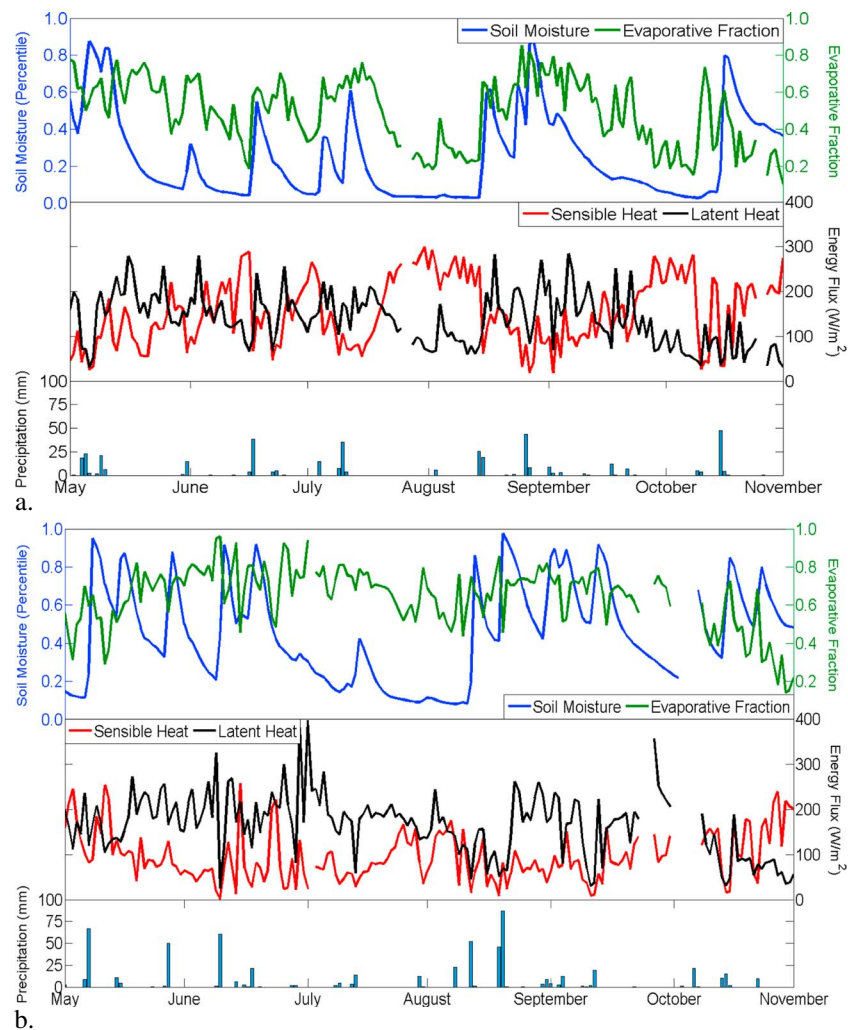 Soil Moisture (Percentile)
1.0
0.8
0.6
0.4
0.2
0.0
Soil Moisture Evaporative Fraction
1.0
0.8
0.6
0.4
0.2
Evaporative Fraction
Sensible Heat Latent Heat
400
300
200
100
0
Energy Flux (W/m²)
Precipitation (mm)
100
75
50
25
0
May June July August September October November
a.
Soil Moisture (Percentile)
1.0
0.8
0.6
0.4
0.2
0.0
1.0
0.8
0.6
0.4
0.2
Evaporative Fraction
Soil Moisture Evaporative Fraction
Sensible Heat Latent Heat
400
300
200
100
0
Energy Flux (W/m²)
Precipitation (mm)
100
75
50
25
0
May June July August September October November
b.